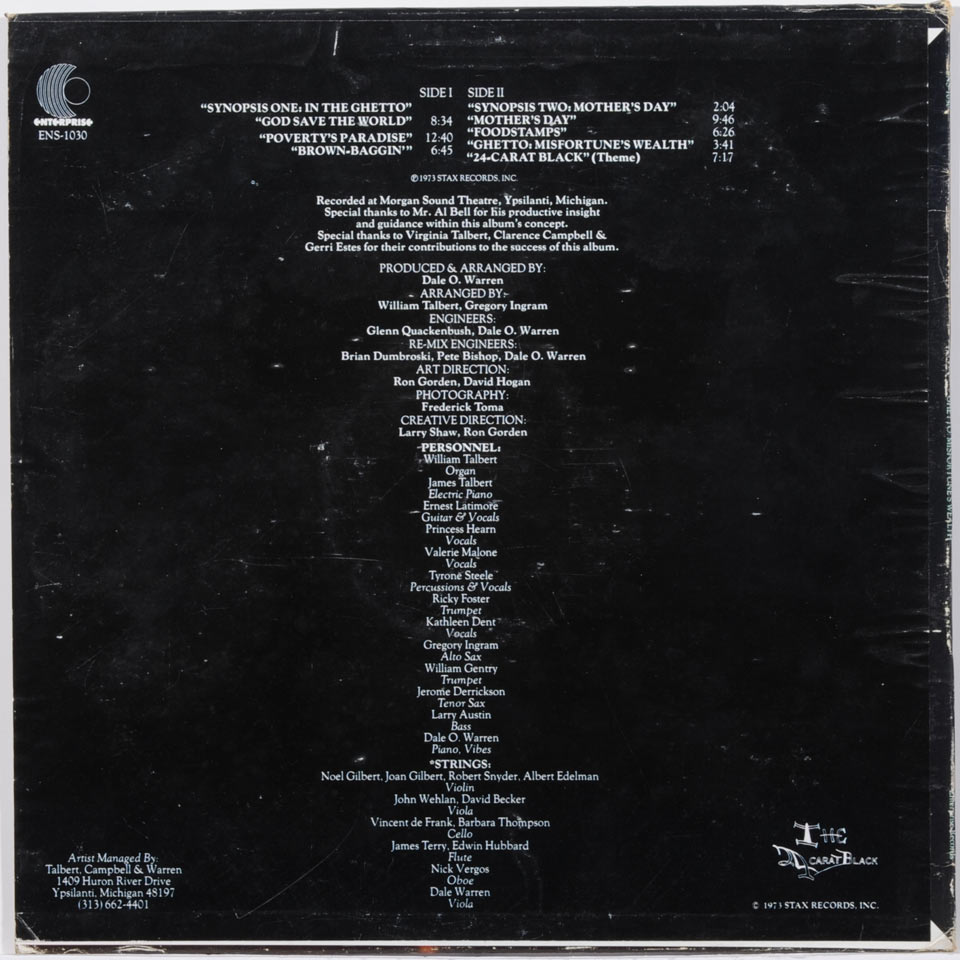 ENTERPRISE
ENS-1030
SIDE I
"SYNOPSIS ONE: IN THE GHETTO"
"GOD SAVE THE WORLD" 8:34
"POVERTY'S PARADISE" 12:40
"BROWN-BAGGIN'" 6:45
SIDE II
"SYNOPSIS TWO: MOTHER'S DAY" 2:04
"MOTHER'S DAY" 9:46
"FOODSTAMPS" 6:26
"GHETTO: MISFORTUNE'S WEALTH" 3:41
"24-CARAT BLACK" (Theme) 7:17
℗1973 STAX RECORDS, INC.
Recorded at Morgan Sound Theatre, Ypsilanti, Michigan.
Special thanks to Mr. Al Bell for his productive insight
and guidance within this album's concept.
Special thanks to Virginia Talbert, Clarence Campbell &
Gerri Estes for their contributions to the success of this album.
PRODUCED & ARRANGED BY:
Dale O. Warren
ARRANGED BY:
William Talbert, Gregory Ingram
ENGINEERS:
Glenn Quackenbush, Dale O. Warren
RE-MIX ENGINEERS:
Brian Dumbroski, Pete Bishop, Dale O. Warren
ART DIRECTION:
Ron Gorden, David Hogan
PHOTOGRAPHY:
Frederick Toma
CREATIVE DIRECTION:
Larry Shaw, Ron Gorden
PERSONNEL:
William Talbert
Organ
James Talbert
Electric Piano
Ernest Latimore
Guitar & Vocals
Princess Hearn
Vocals
Valerie Malone
Vocals
Tyrone Steele
Percussions & Vocals
Ricky Foster
Trumpet
Kathleen Dent
Vocals
Gregory Ingram
Alto Sax
William Gentry
Trumpet
Jerome Derrickson
Tenor Sax
Larry Austin
Bass
Dale O. Warren
Piano, Vibes
*STRINGS:
Noel Gilbert, Joan Gilbert, Robert Snyder, Albert Edelman
Violin
John Wehlan, David Becker
Viola
Vincent de Frank, Barbara Thompson
Cello
James Terry, Edwin Hubbard
Flute
Nick Vergos
Oboe
Dale Warren
Viola
Artist Managed By:
Talbert, Campbell & Warren
1409 Huron River Drive
Ypsilanti, Michigan 48197
(313) 662-4401
THE
24 CARAT BLACK
© 1973 STAX RECORDS, INC.